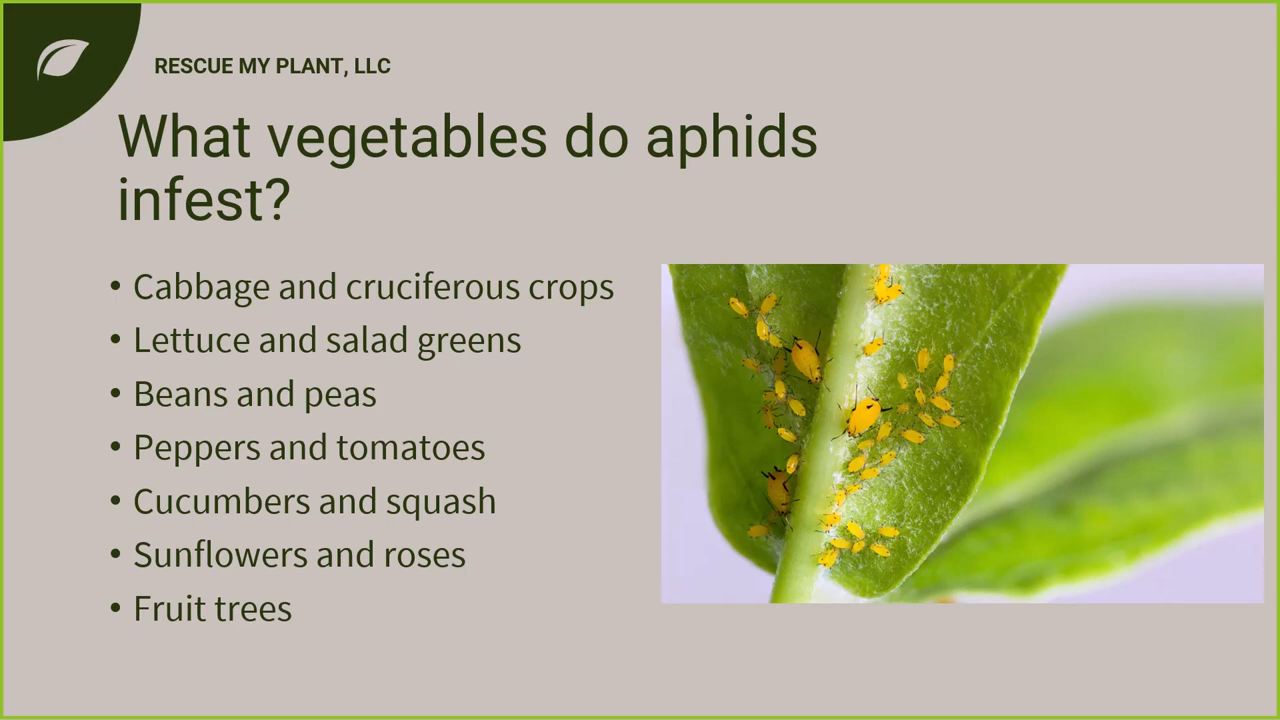 RESCUE MY PLANT, LLC
What vegetables do aphids
infest?
• Cabbage and cruciferous crops
• Lettuce and salad greens
• Beans and peas
• Peppers and tomatoes
• Cucumbers and squash
• Sunflowers and roses
• Fruit trees